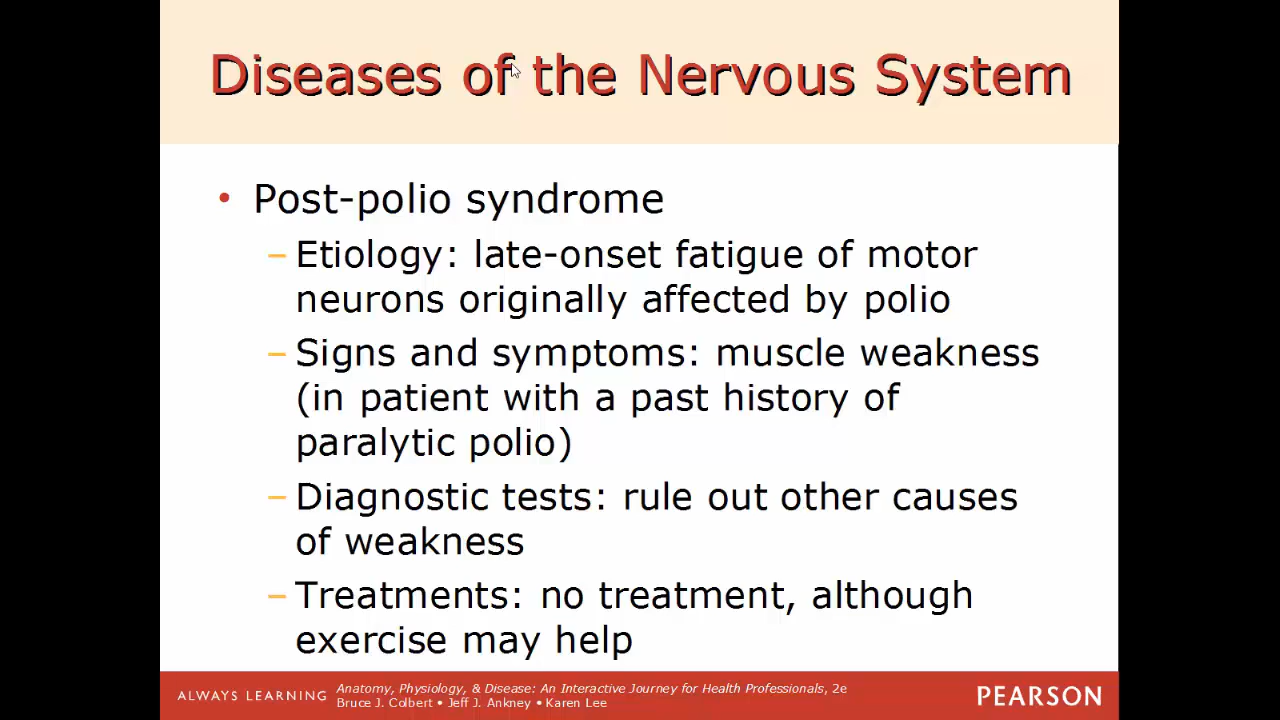 Diseases of the Nervous System
• Post-polio syndrome
– Etiology: late-onset fatigue of motor
neurons originally affected by polio
– Signs and symptoms: muscle weakness
(in patient with a past history of
paralytic polio)
– Diagnostic tests: rule out other causes
of weakness
– Treatments: no treatment, although
exercise may help
ALWAYS LEARNING
Anatomy, Physiology, & Disease: An Interactive Journey for Health Professionals, 2e
Bruce J. Colbert • Jeff J. Ankney • Karen Lee
PEARSON